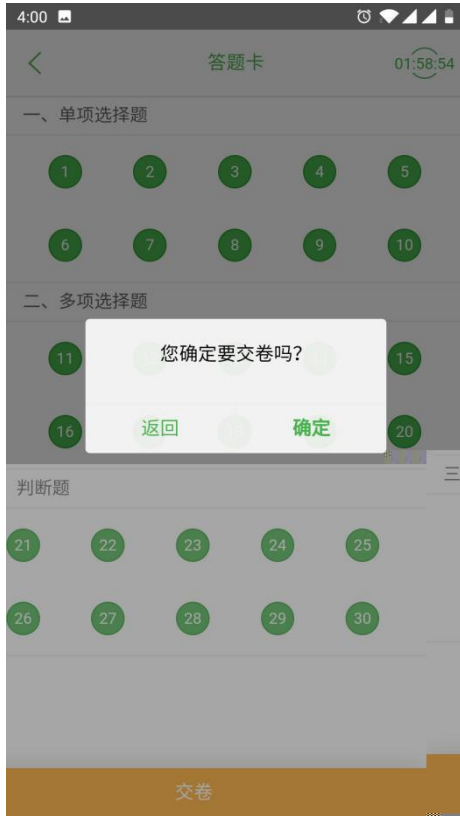 4:00
答题卡
01:58:54
一、单项选择题
1 2 3 4 5
6 7 8 9 10
二、多项选择题
11 15
您确定要交卷吗?
16 20
返回 确定
三
判断题
21 22 23 24 25
26 27 28 29 30
交卷